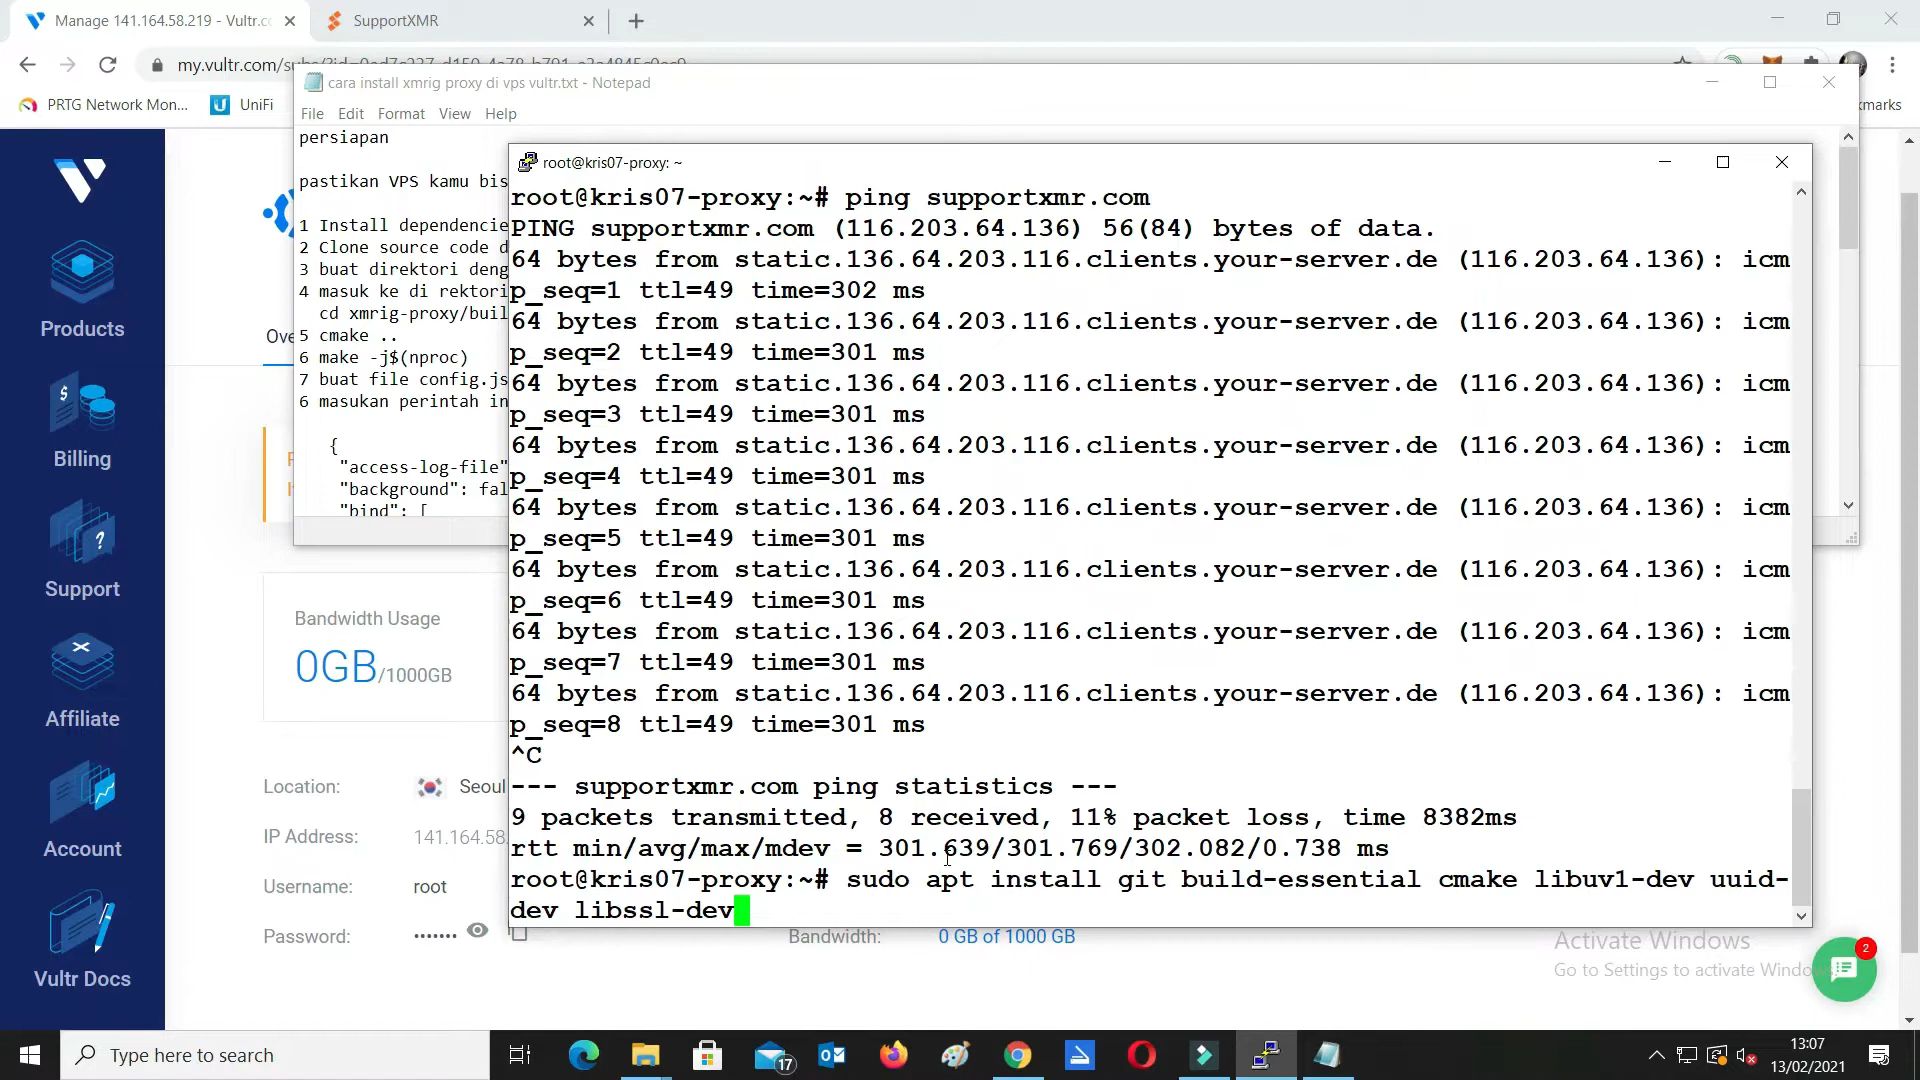 Manage 141.164.58.219 - Vultr.c
SupportXMR
my.vultr.com/subs/?id=
PRTG Network Mon...
UniFi
kmarks
cara install xmrig proxy di vps vultr.txt - Notepad
File Edit Format View Help
persiapan
pastikan VPS kamu bis
1 Install dependencie
2 Clone source code d
3 buat direktori deng
4 masuk ke di rektori
cd xmrig-proxy/buil
5 cmake ..
6 make -j$(nproc)
7 buat file config.js
6 masukan perintah in
{
"access-log-file"
"background": fal
"bind": [
root@kris07-proxy: ~
root@kris07-proxy:~# ping supportxmr.com
PING supportxmr.com (116.203.64.136) 56(84) bytes of data.
64 bytes from static.136.64.203.116.clients.your-server.de (116.203.64.136): icm
p_seq=1 ttl=49 time=302 ms
64 bytes from static.136.64.203.116.clients.your-server.de (116.203.64.136): icm
p_seq=2 ttl=49 time=301 ms
64 bytes from static.136.64.203.116.clients.your-server.de (116.203.64.136): icm
p_seq=3 ttl=49 time=301 ms
64 bytes from static.136.64.203.116.clients.your-server.de (116.203.64.136): icm
p_seq=4 ttl=49 time=301 ms
64 bytes from static.136.64.203.116.clients.your-server.de (116.203.64.136): icm
p_seq=5 ttl=49 time=301 ms
64 bytes from static.136.64.203.116.clients.your-server.de (116.203.64.136): icm
p_seq=6 ttl=49 time=301 ms
64 bytes from static.136.64.203.116.clients.your-server.de (116.203.64.136): icm
p_seq=7 ttl=49 time=301 ms
64 bytes from static.136.64.203.116.clients.your-server.de (116.203.64.136): icm
p_seq=8 ttl=49 time=301 ms
^C
--- supportxmr.com ping statistics ---
9 packets transmitted, 8 received, 11% packet loss, time 8382ms
rtt min/avg/max/mdev = 301.639/301.769/302.082/0.738 ms
root@kris07-proxy:~# sudo apt install git build-essential cmake libuv1-dev uuid-
dev libssl-dev
Products
Billing
Support
Affiliate
Account
Vultr Docs
Ove
Bandwidth Usage
0GB/1000GB
Location: Seoul
IP Address: 141.164.58.
Username: root
Password: •••••••
Bandwidth: 0 GB of 1000 GB
Activate Windows
Go to Settings to activate Windo
2
Type here to search
17
13:07
13/02/2021